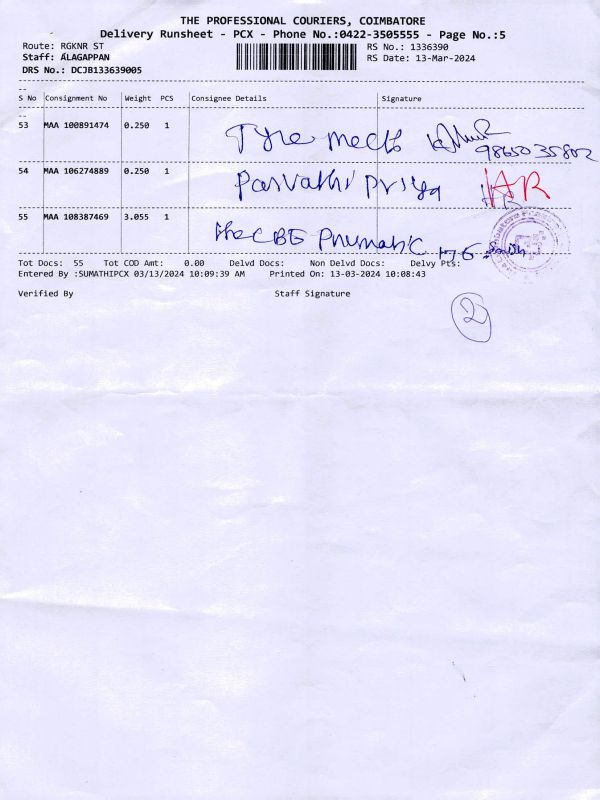 THE PROFESSIONAL COURIERS, COIMBATORE
Delivery Runsheet - PCX - Phone No.:0422-3505555 - Page No.:5
Route: RGKNR ST RS No.: 1336390
Staff: ALAGAPPAN RS Date: 13-Mar-2024
DRS No.: DCJB133639005
S No Consignment No Weight PCS Consignee Details Signature
53 MAA 100891474 0.250 1 Tyre meets
9865035802
54 MAA 106274889 0.250 1 Parvathi Priya AR
55 MAA 108387469 3.055 1 the CBE Pnumatic
Tot Docs: 55 Tot COD Amt: 0.00 Delvd Docs: Non Delvd Docs: Delvy Pts:
Entered By :SUMATHIPCX 03/13/2024 10:09:39 AM Printed On: 13-03-2024 10:08:43
Verified By Staff Signature
2